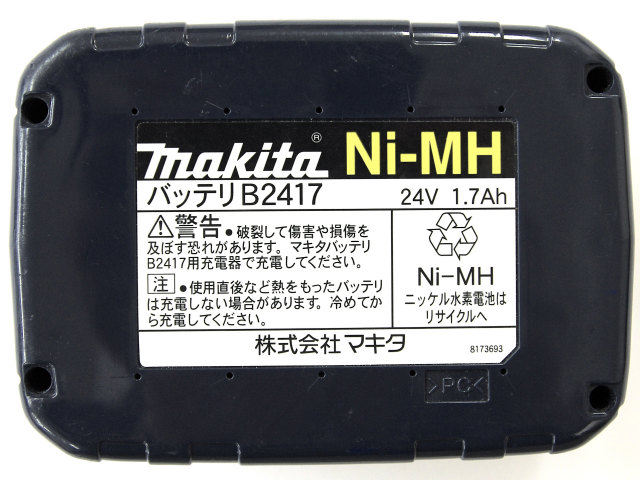 makita® Ni-MH
バッテリ B2417 24V 1.7Ah
⚠警告●破裂して傷害や損傷を
及ぼす恐れがあります。マキタバッテリ
B2417用充電器で充電してください。
注●使用直後など熱をもったバッテリ
は充電しない場合があります。冷めてか
ら充電してください。
Ni-MH
ニッケル水素電池は
リサイクルへ
株式会社マキタ
8173693
>PC<